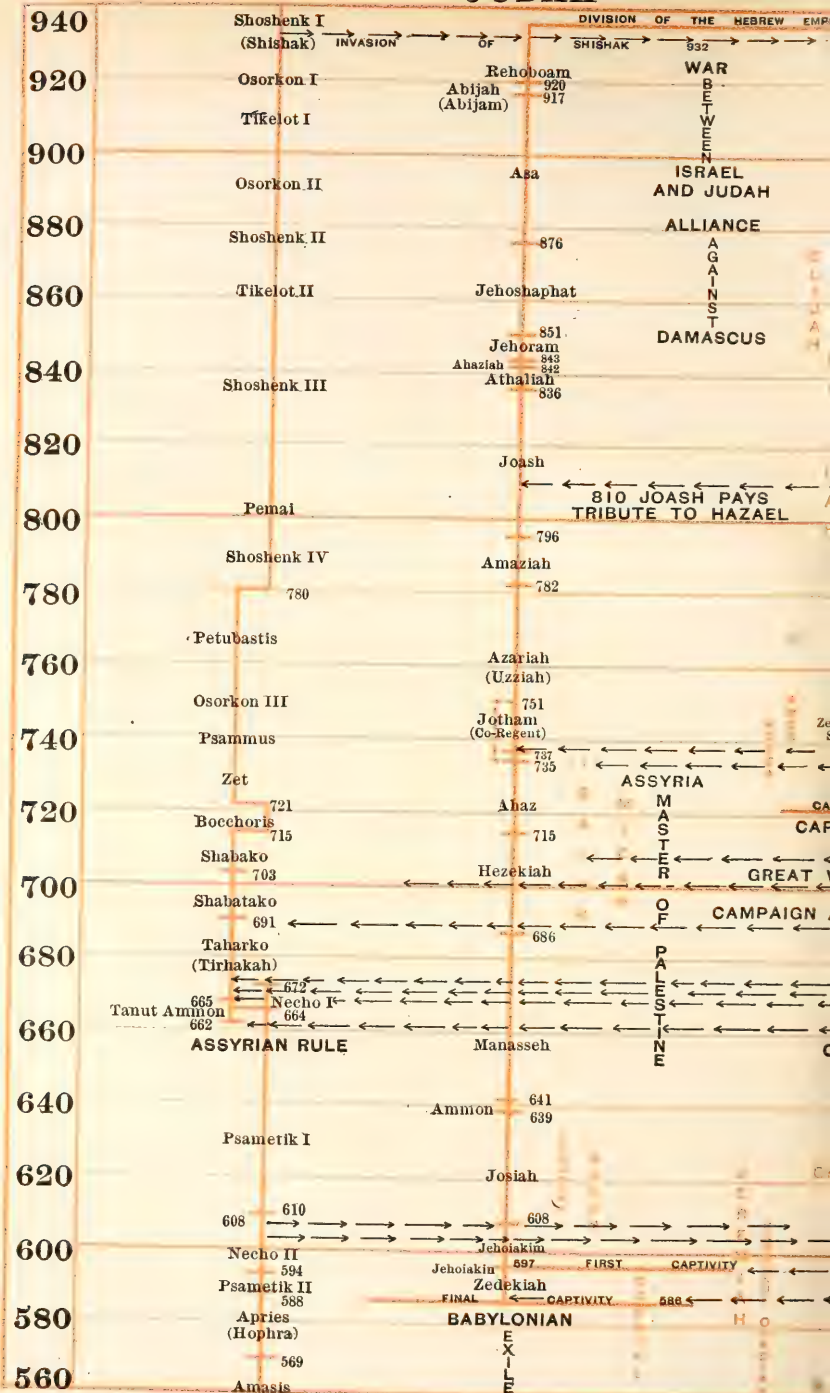 940
Shoshenk I
(Shishak)
DIVISION OF THE HEBREW
INVASION OF SHISHAK 932
920
Osorkon I
Rehoboam
920
Abijah
(Abijam)
917
WAR
BETWEEN
ISRAEL
AND JUDAH
Tikelot I
900
Osorkon II
Asa
880
Shoshenk II
876
ALLIANCE
AGAINST
DAMASCUS
860
Tikelot II
Jehoshaphat
ELIJAH
851
Jehoram
843
Ahaziah
842
840
Athaliah
836
Shoshenk III
820
Joash
810 JOASH PAYS
TRIBUTE TO HAZAEL
800
Pemai
796
Shoshenk IV
Amaziah
780
780
782
Petubastis
760
Azariah
(Uzziah)
Osorkon III
751
Jotham
(Co-Regent)
740
Psammus
737
735
Zet
ASSYRIA
MASTER
OF
PALESTINE
720
721
Ahaz
Bocchoris
715
715
Shabako
703
700
Hezekiah
GREAT
Shabatako
691
CAMPAIGN
686
680
Taharko
(Tirhakah)
672
665
Necho I
Tanut Ammon
664
662
660
ASSYRIAN RULE
Manasseh
640
641
Ammon
639
Psametik I
620
Josiah
610
608
608
600
Jehoiakim
Necho II
597 FIRST CAPTIVITY
Jehoiakin
594
Psametik II
Zedekiah
588
FINAL CAPTIVITY 586
580
Apries
(Hophra)
BABYLONIAN
EXILE
569
560
Amasis